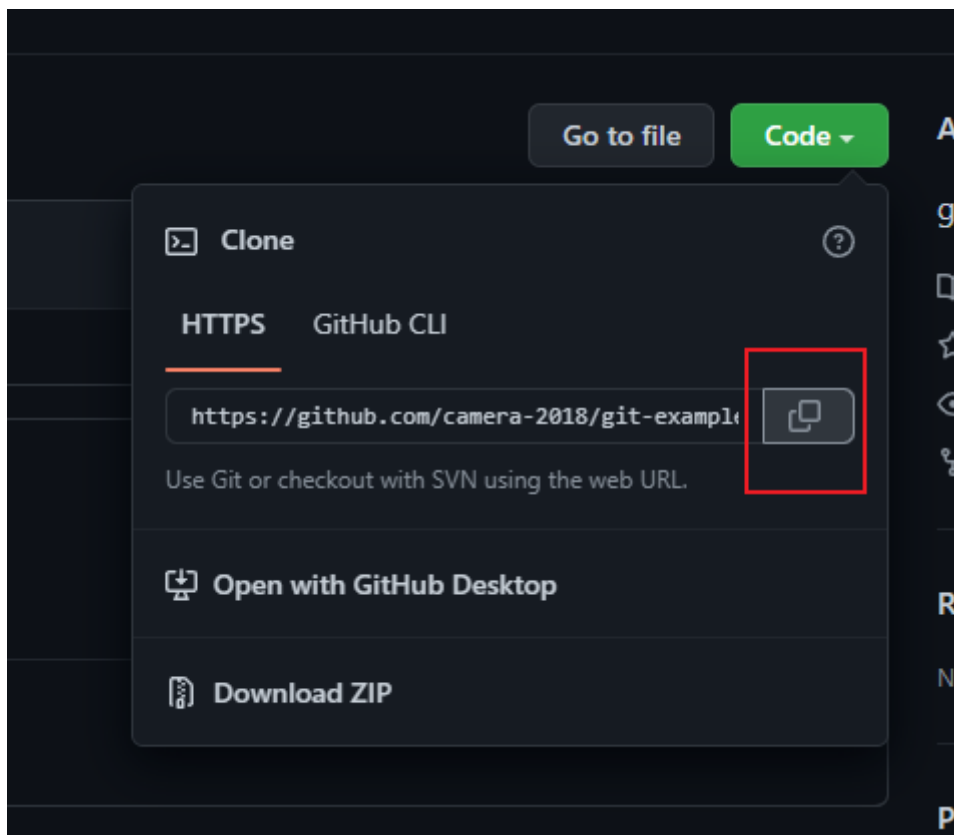 Go to file
Code
A
g
Clone
HTTPS
GitHub CLI
https://github.com/camera-2018/git-example
Use Git or checkout with SVN using the web URL.
Open with GitHub Desktop
R
Download ZIP
N
P